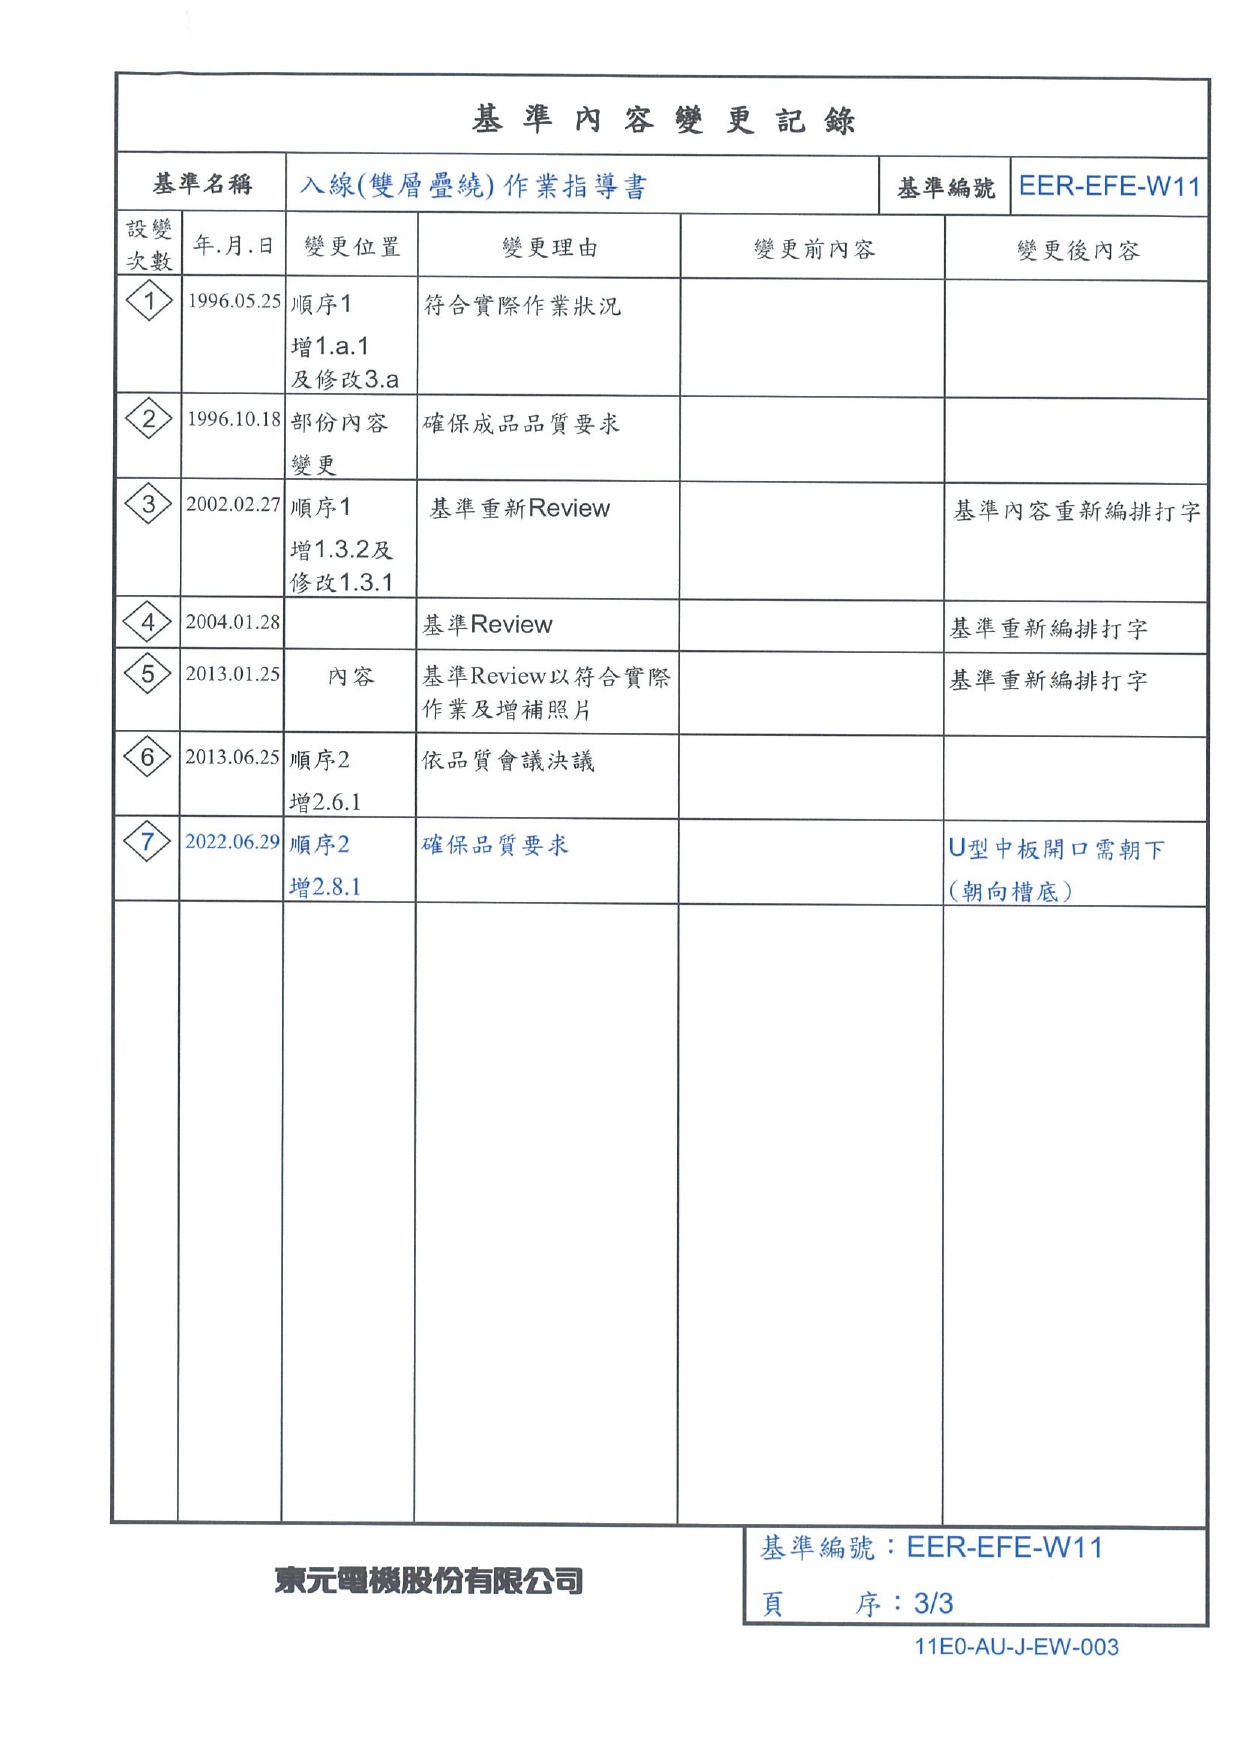 基準內容變更記錄
基準名稱 入線(雙層疊繞)作業指導書 基準編號 EER-EFE-W11
設變次數 年.月.日 變更位置 變更理由 變更前內容 變更後內容
1 1996.05.25 順序1 符合實際作業狀況
增1.a.1
及修改3.a
2 1996.10.18 部份內容 確保成品品質要求
變更
3 2002.02.27 順序1 基準重新Review 基準內容重新編排打字
增1.3.2及
修改1.3.1
4 2004.01.28 基準Review 基準重新編排打字
5 2013.01.25 內容 基準Review以符合實際 基準重新編排打字
作業及增補照片
6 2013.06.25 順序2 依品質會議決議
增2.6.1
7 2022.06.29 順序2 確保品質要求 U型中板開口需朝下
增2.8.1 (朝向槽底)
東元電機股份有限公司
基準編號：EER-EFE-W11
頁 序：3/3
11E0-AU-J-EW-003